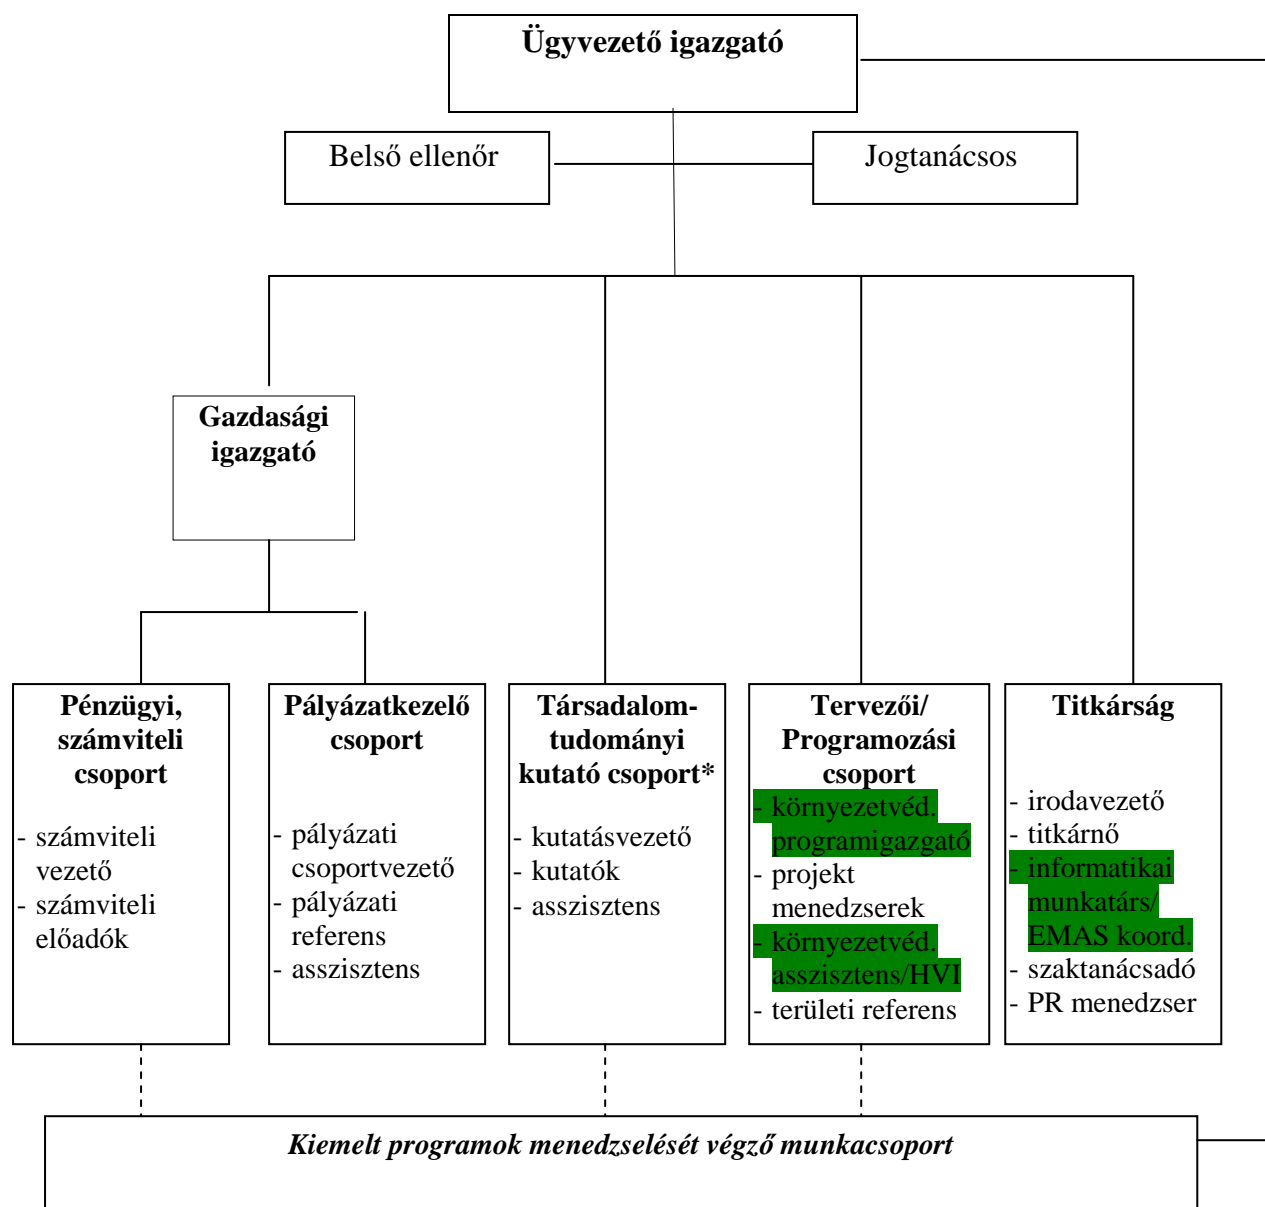 Ügyvezető igazgató
Belső ellenőr
Jogtanácsos
Gazdasági
igazgató
Pénzügyi,
számviteli
csoport
- számviteli
vezető
- számviteli
előadók
Pályázatkezelő
csoport
- pályázati
csoportvezető
- pályázati
referens
- asszisztens
Társadalom-
tudományi
kutató csoport*
- kutatásvezető
- kutatók
- asszisztens
Tervezői/
Programozási
csoport
- környezetvéd.
programigazgató
- projekt
menedzserek
- környezetvéd.
asszisztens/HVI
- területi referens
Titkárság
- irodavezető
- titkárnő
- informatikai
munkatárs/
EMAS koord.
- szaktanácsadó
- PR menedzser
Kiemelt programok menedzselését végző munkacsoport